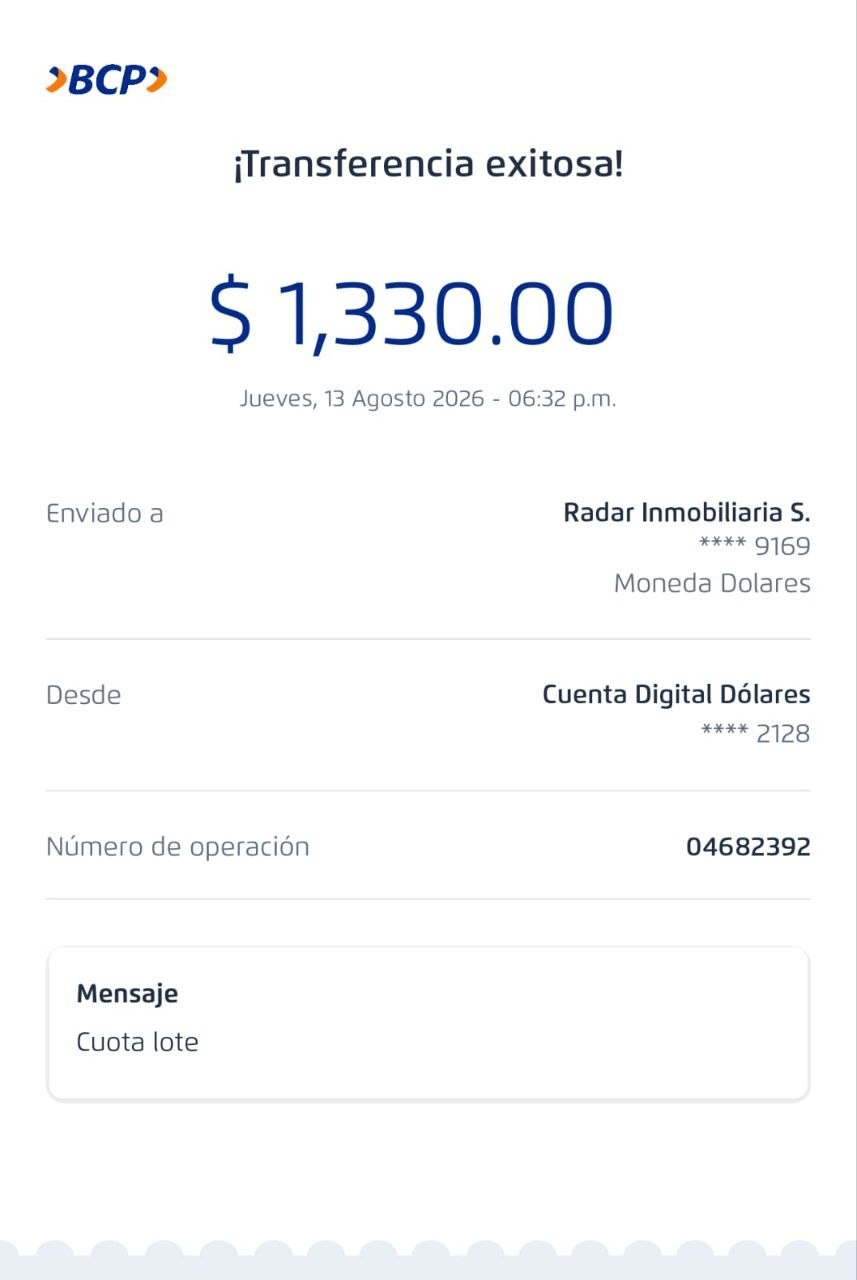 BCP
¡Transferencia exitosa!
$ 1,330.00
Jueves, 13 Agosto 2026 - 06:32 p.m.
Enviado a
Radar Inmobiliaria S.
**** 9169
Moneda Dolares
Desde
Cuenta Digital Dólares
**** 2128
Número de operación
04682392
Mensaje
Cuota lote